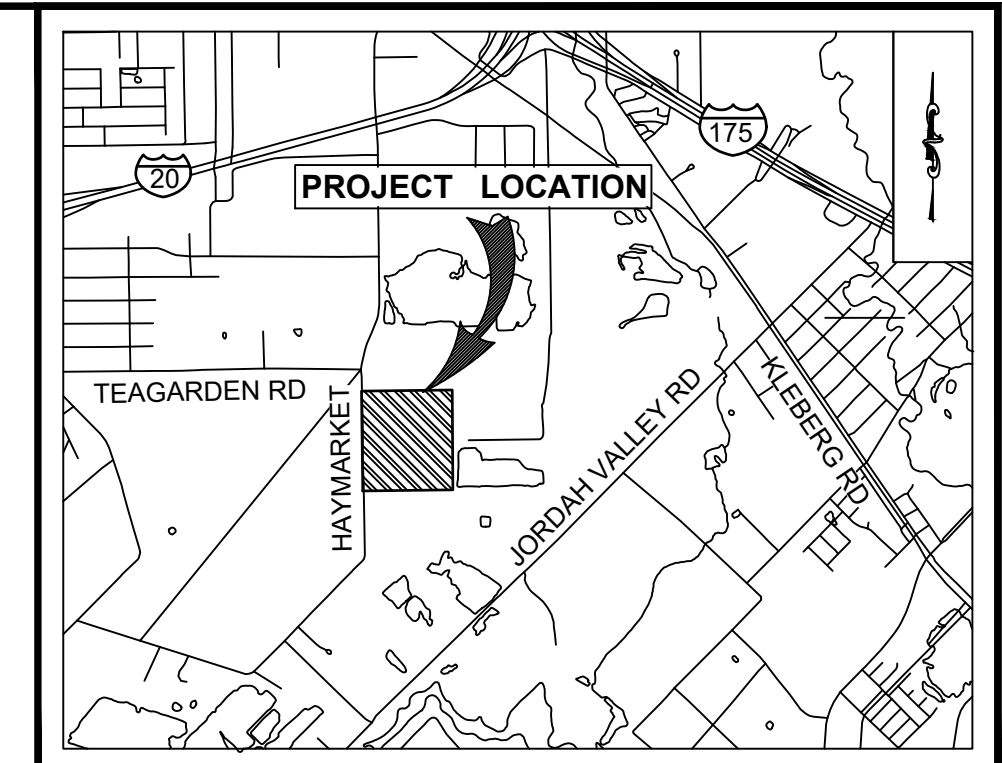 175
20
PROJECT LOCATION
TEAGARDEN RD
HAYMARKET
JORDAH VALLEY RD
KLEBERG RD